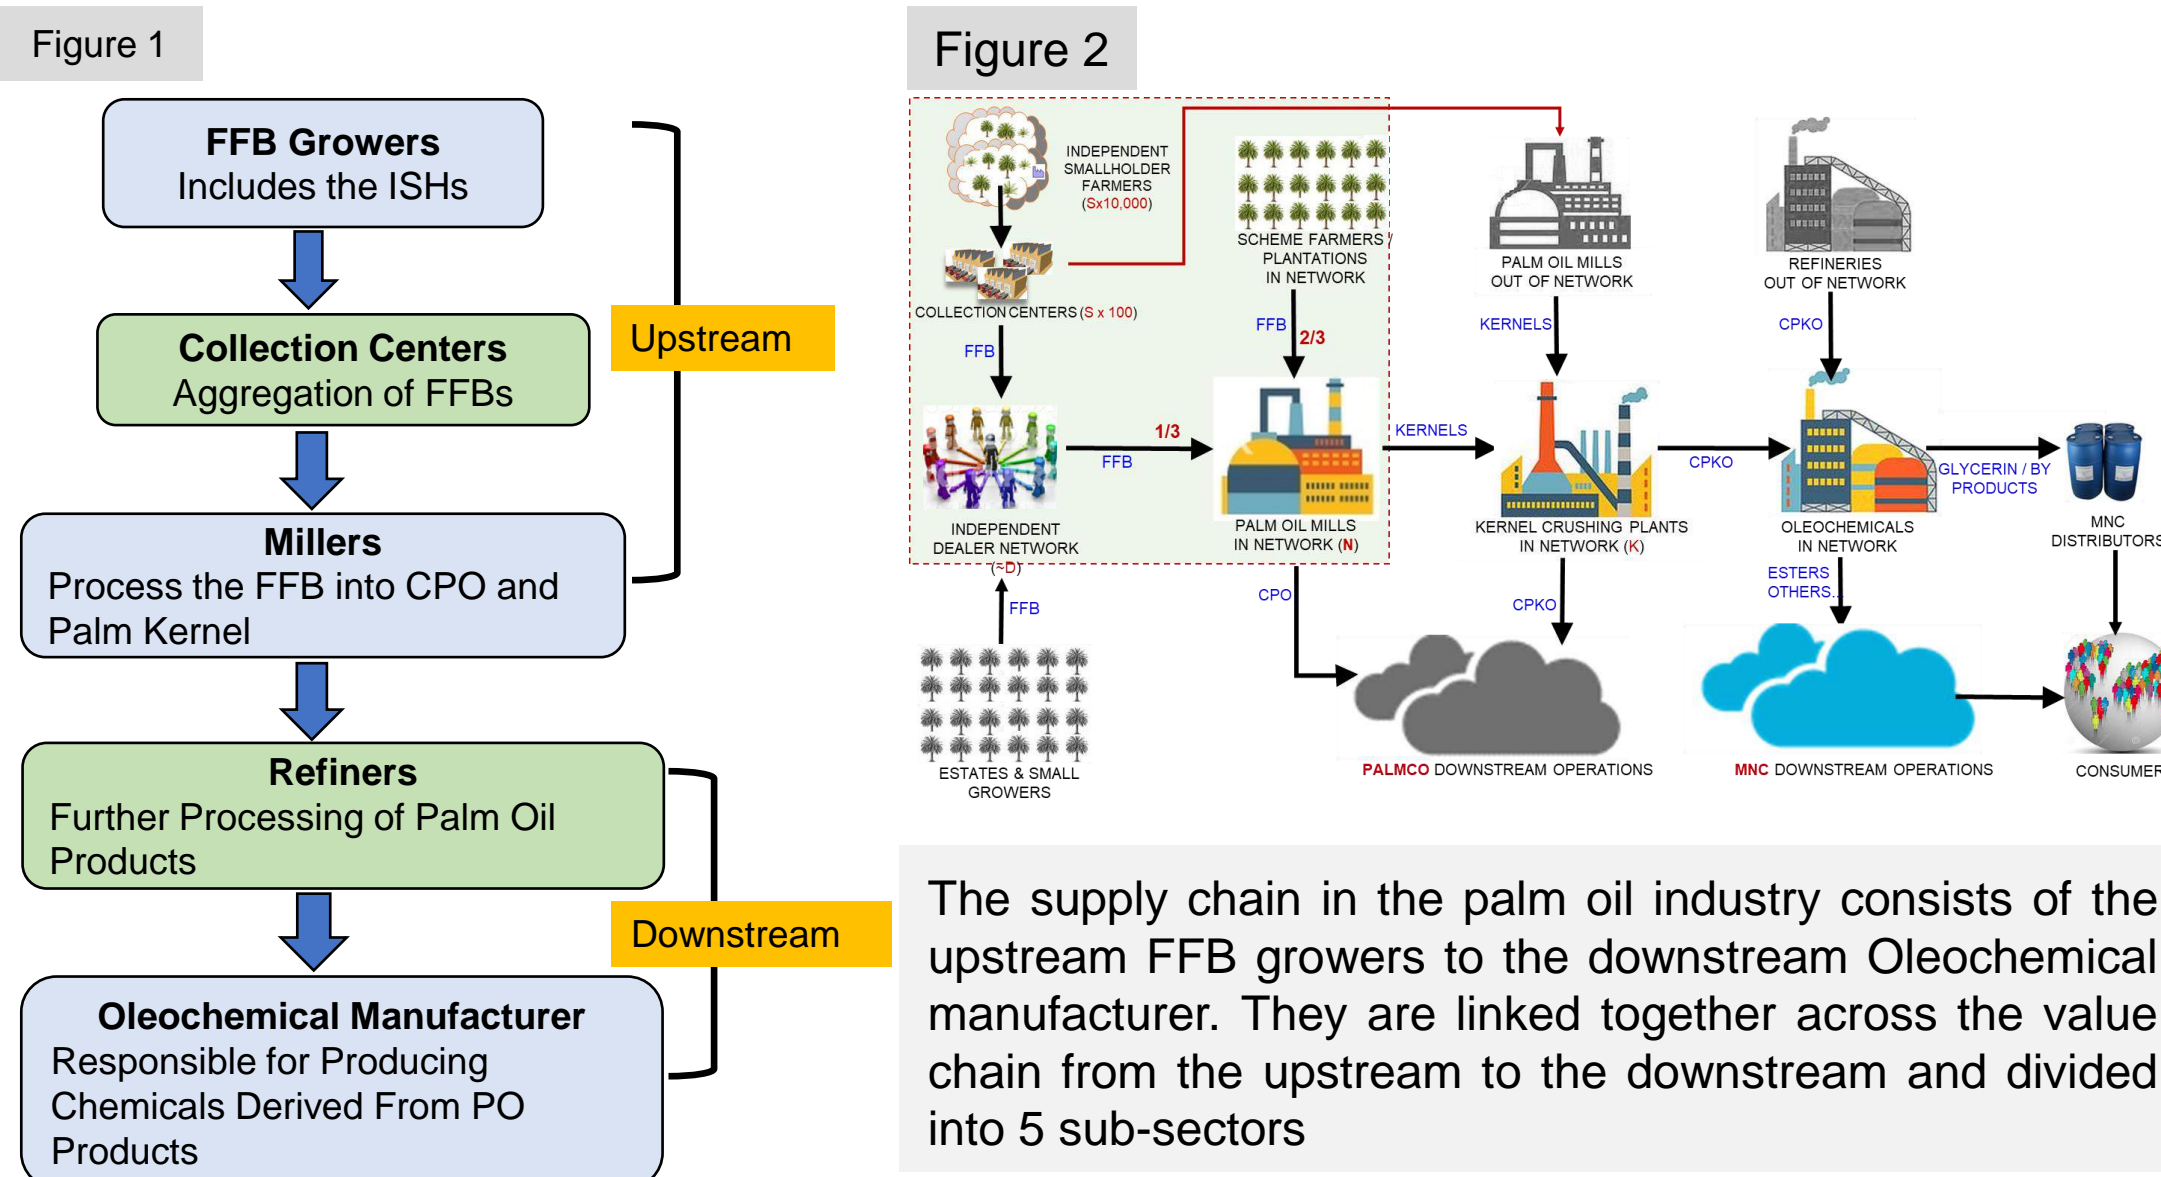 Figure 1
FFB Growers
Includes the ISHs
Collection Centers
Aggregation of FFBs
Millers
Process the FFB into CPO and
Palm Kernel
Refiners
Further Processing of Palm Oil
Products
Oleochemical Manufacturer
Responsible for Producing
Chemicals Derived From PO
Products
Upstream
Downstream
Figure 2
INDEPENDENT
SMALLHOLDER
FARMERS
(Sx10,000)
COLLECTION CENTERS (S x 100)
FFB
INDEPENDENT
DEALER NETWORK
(~D)
FFB
ESTATES & SMALL
GROWERS
1/3
FFB
SCHEME FARMERS /
PLANTATIONS
IN NETWORK
FFB
2/3
PALM OIL MILLS
IN NETWORK (N)
CPO
KERNELS
PALM OIL MILLS
OUT OF NETWORK
KERNELS
KERNEL CRUSHING PLANTS
IN NETWORK (K)
CPKO
PALMCO DOWNSTREAM OPERATIONS
CPKO
REFINERIES
OUT OF NETWORK
CPKO
OLEOCHEMICALS
IN NETWORK
ESTERS
OTHERS...
MNC DOWNSTREAM OPERATIONS
GLYCERIN / BY
PRODUCTS
MNC
DISTRIBUTORS
CONSUMER
The supply chain in the palm oil industry consists of the
upstream FFB growers to the downstream Oleochemical
manufacturer. They are linked together across the value
chain from the upstream to the downstream and divided
into 5 sub-sectors